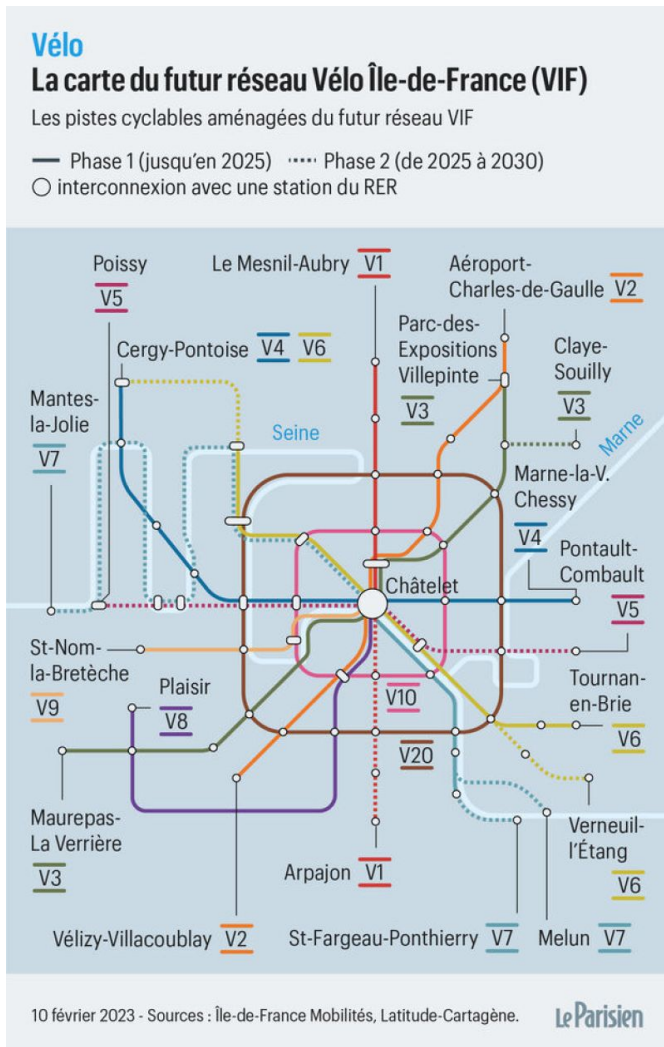 Vélo
La carte du futur réseau Vélo Île-de-France (VIF)
Les pistes cyclables aménagées du futur réseau VIF
Phase 1 (jusqu'en 2025)
Phase 2 (de 2025 à 2030)
interconnexion avec une station du RER
Poissy
V5
Le Mesnil-Aubry
V1
Aéroport-
Charles-de-Gaulle
V2
Cergy-Pontoise
V4
V6
Parc-des-
Expositions
Villepinte
V3
Claye-
Souilly
V3
Mantes-
la-Jolie
V7
Seine
Marne
Marne-la-V.
Chessy
V4
Pontault-
Combault
V5
Châtelet
St-Nom-
la-Bretèche
V9
Plaisir
V8
V10
Tournan-
en-Brie
V6
V20
Maurepas-
La Verrière
V3
Arpajon
V1
Verneuil-
l'Étang
V6
Vélizy-Villacoublay
V2
St-Fargeau-Ponthierry
V7
Melun
V7
10 février 2023 - Sources : Île-de-France Mobilités, Latitude-Cartagène.
Le Parisien